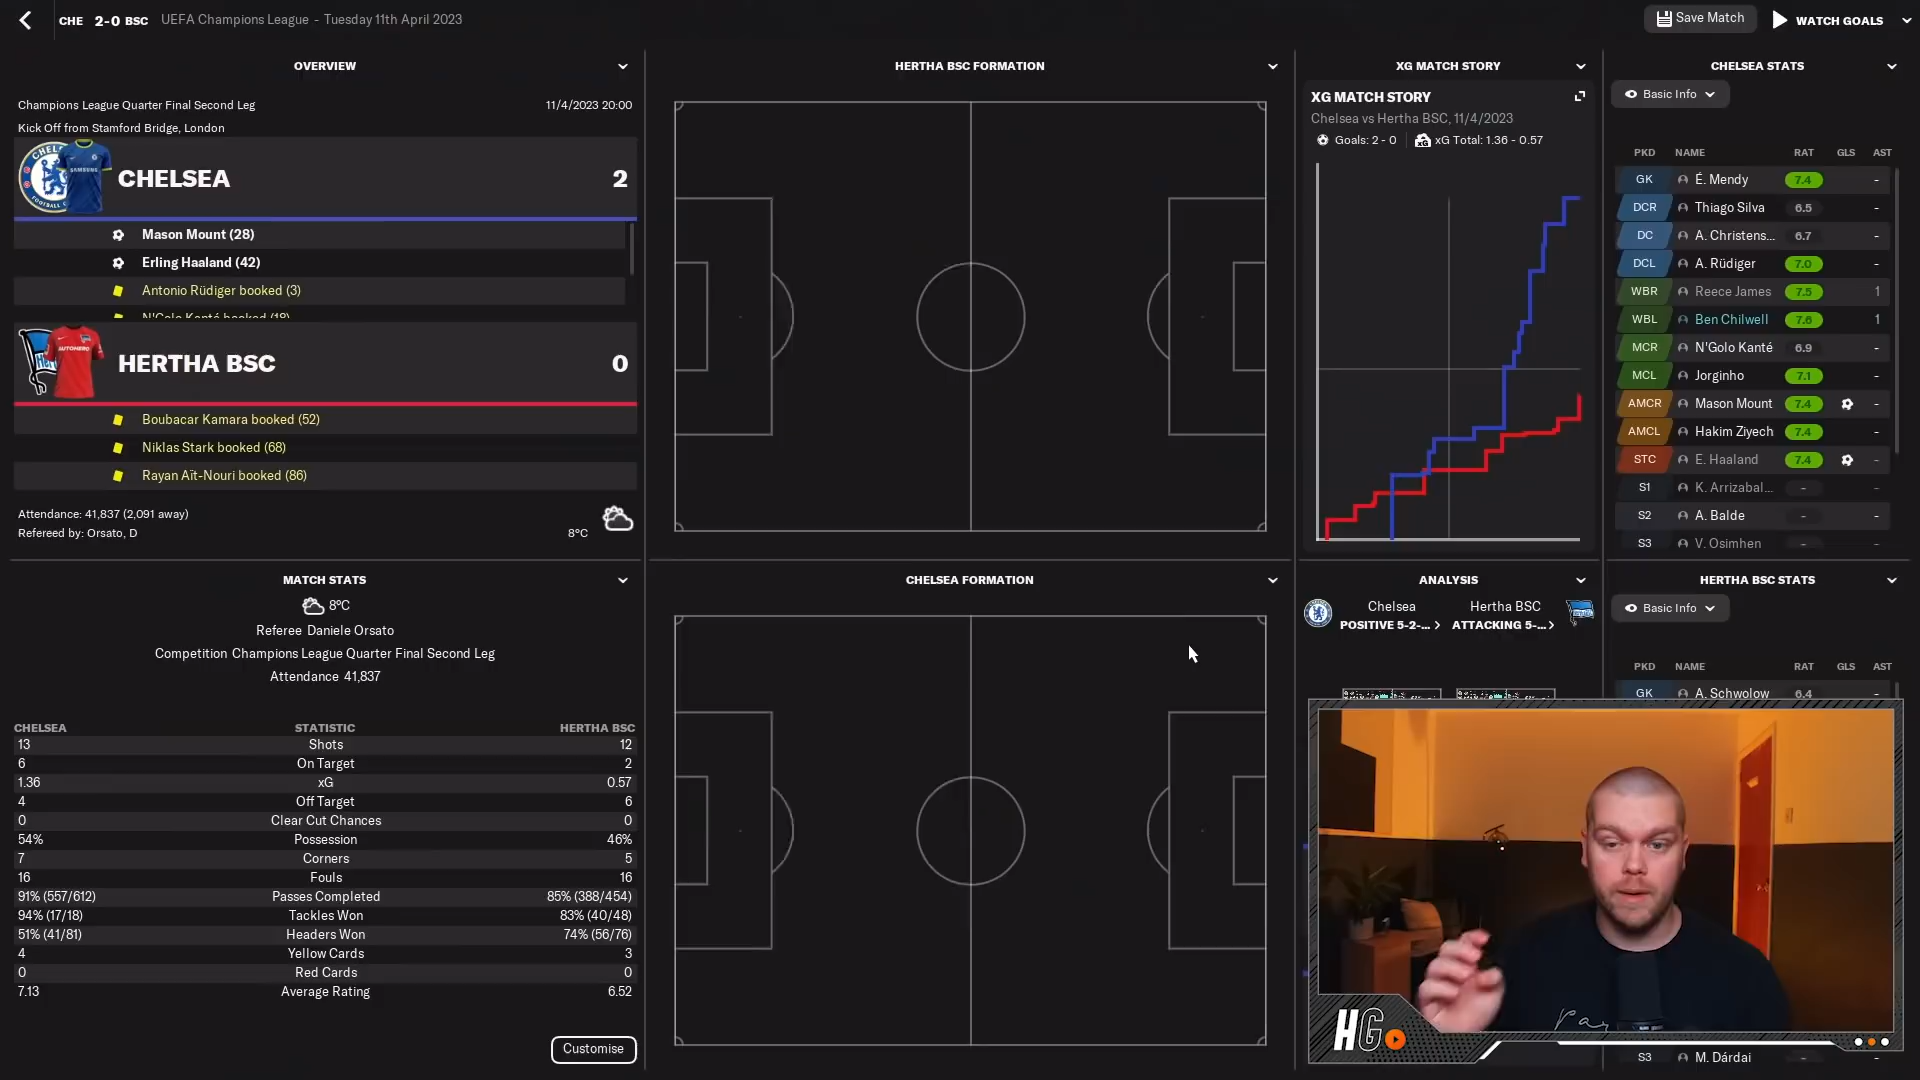 CHE 2-0 BSC UEFA Champions League - Tuesday 11th April 2023
Save Match
WATCH GOALS
OVERVIEW
Champions League Quarter Final Second Leg 11/4/2023 20:00
Kick Off from Stamford Bridge, London
CHELSEA 2
Mason Mount (28)
Erling Haaland (42)
Antonio Rüdiger booked (3)
N'Golo Kanté booked (18)
HERTHA BSC 0
Boubacar Kamara booked (52)
Niklas Stark booked (68)
Rayan Aït-Nouri booked (86)
Attendance: 41,837 (2,091 away)
Refereed by: Orsato, D 8°C
MATCH STATS
8°C
Referee Daniele Orsato
Competition Champions League Quarter Final Second Leg
Attendance 41,837
CHELSEA STATISTIC HERTHA BSC
13 Shots 12
6 On Target 2
1.36 xG 0.57
4 Off Target 6
0 Clear Cut Chances 0
54% Possession 46%
7 Corners 5
16 Fouls 16
91% (557/612) Passes Completed 85% (388/454)
94% (17/18) Tackles Won 83% (40/48)
51% (41/81) Headers Won 74% (56/76)
4 Yellow Cards 3
0 Red Cards 0
7.13 Average Rating 6.52
Customise
HERTHA BSC FORMATION
CHELSEA FORMATION
XG MATCH STORY
XG MATCH STORY
Chelsea vs Hertha BSC, 11/4/2023
Goals: 2 - 0 xG Total: 1.36 - 0.57
ANALYSIS
Chelsea Hertha BSC
POSITIVE 5-2-... ATTACKING 5-...
CHELSEA STATS
Basic Info
PKD NAME RAT GLS AST
GK É. Mendy 7.4 -
DCR Thiago Silva 6.5 -
DC A. Christens... 6.7 -
DCL A. Rüdiger 7.0 -
WBR Reece James 7.5 1
WBL Ben Chilwell 7.6 1
MCR N'Golo Kanté 6.9 -
MCL Jorginho 7.1 -
AMCR Mason Mount 7.4 -
AMCL Hakim Ziyech 7.4 -
STC E. Haaland 7.4 -
S1 K. Arrizabal... - -
S2 A. Balde - -
S3 V. Osimhen - -
HERTHA BSC STATS
Basic Info
PKD NAME RAT GLS AST
GK A. Schwolow 6.4 -
S3 M. Dárdai - -
HG